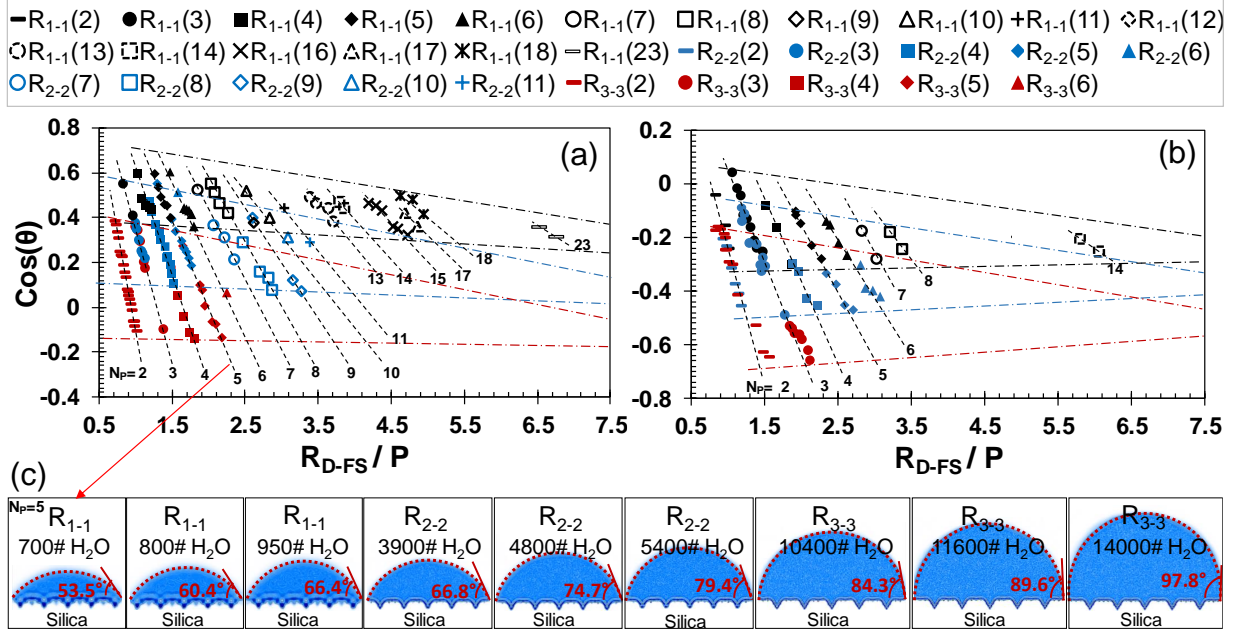 R1-1(2) R1-1(3) R1-1(4) R1-1(5) R1-1(6) R1-1(7) R1-1(8) R1-1(9) R1-1(10) R1-1(11) R1-1(12)
R1-1(13) R1-1(14) R1-1(16) R1-1(17) R1-1(18) R1-1(23) R2-2(2) R2-2(3) R2-2(4) R2-2(5) R2-2(6)
R2-2(7) R2-2(8) R2-2(9) R2-2(10) R2-2(11) R3-3(2) R3-3(3) R3-3(4) R3-3(5) R3-3(6)
(a)
Cos(θ)
0.8
0.6
0.4
0.2
0
-0.2
-0.4
NP= 2 3 4 5 6 7 8 9 10 11
13 14 15 17 18 23
0.5 1.5 2.5 3.5 4.5 5.5 6.5 7.5
RD-FS / P
(b)
0.2
0
-0.2
-0.4
-0.6
-0.8
NP= 2 3 4 5 6 7 8 14
0.5 1.5 2.5 3.5 4.5 5.5 6.5 7.5
RD-FS / P
(c)
NP=5
R1-1 R1-1 R1-1 R2-2 R2-2 R2-2 R3-3 R3-3 R3-3
700# H2O 800# H2O 950# H2O 3900# H2O 4800# H2O 5400# H2O 10400# H2O 11600# H2O 14000# H2O
53.5° 60.4° 66.4° 66.8° 74.7° 79.4° 84.3° 89.6° 97.8°
Silica Silica Silica Silica Silica Silica Silica Silica Silica